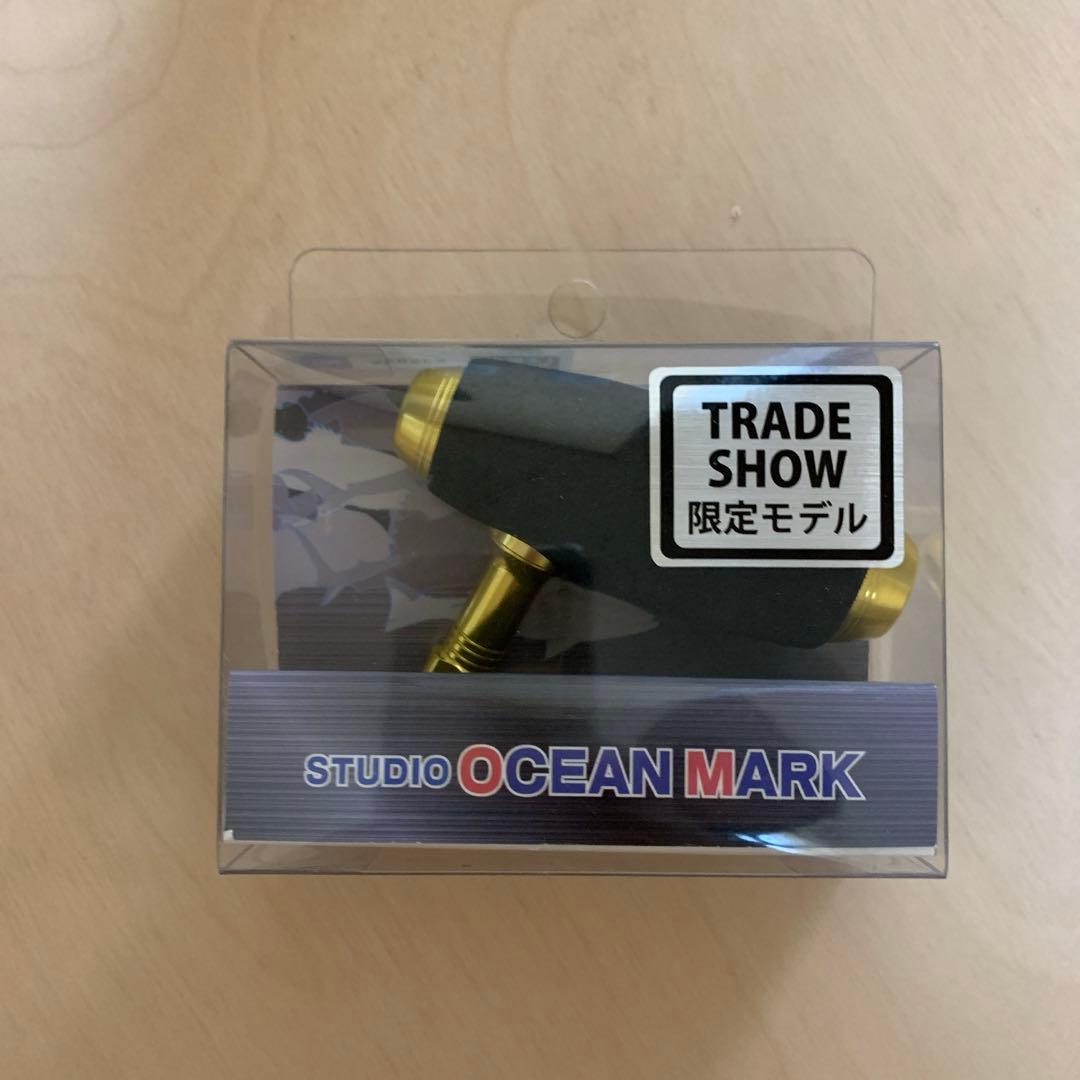 TRADE
SHOW
限定モデル
STUDIO OCEAN MARK